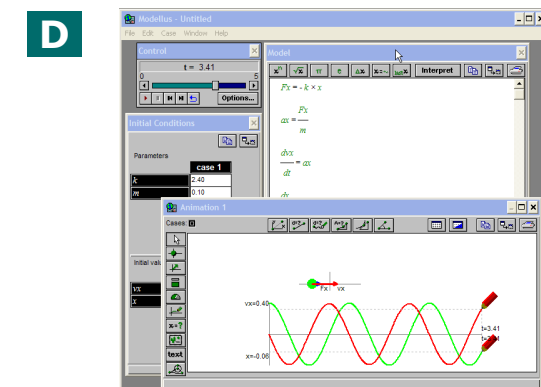 D
Modellus - Untitled
File Edit Case Window Help
Control
t = 3.41
0 5
Options...
Model
Interpret
Fx = - k × x
ax = Fx
m
dvx
dt = ax
dx
Initial Conditions
Parameters
case 1
k 2.40
m 0.10
Initial valu
vx
x
Animation 1
Cases:
x=?
text
Fx vx
vx=0.40
x=-0.06
t=3.41